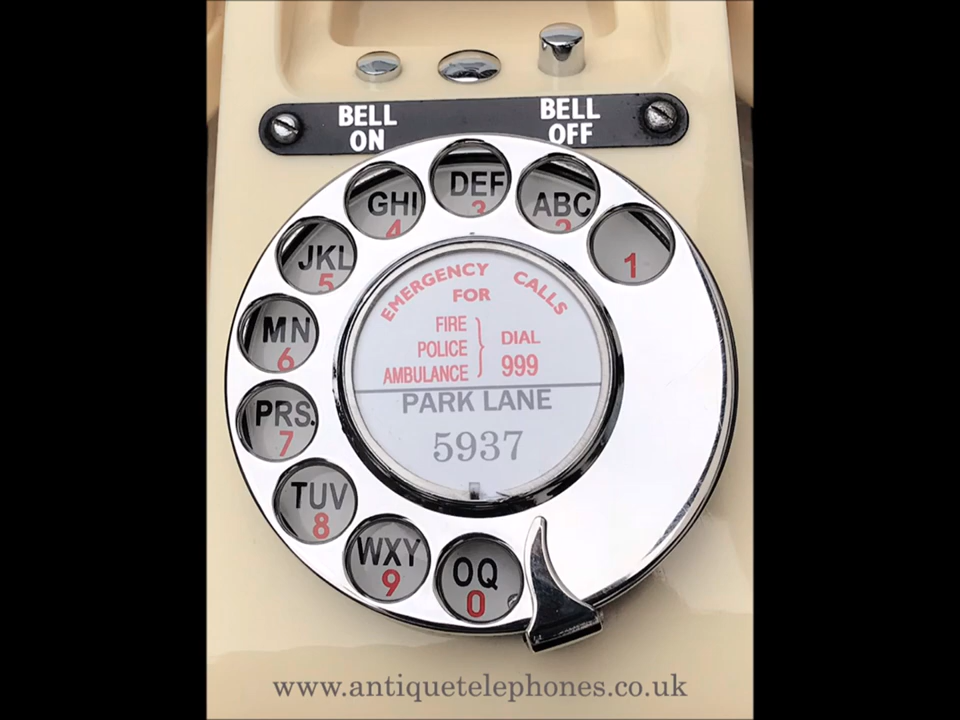 BELL ON
BELL OFF
DEF 3
ABC 2
1
GHI 4
JKL 5
MN 6
PRS. 7
TUV 8
WXY 9
OQ 0
EMERGENCY CALLS
FOR
FIRE
POLICE
AMBULANCE
DIAL
999
PARK LANE
5937
www.antiquetelephones.co.uk